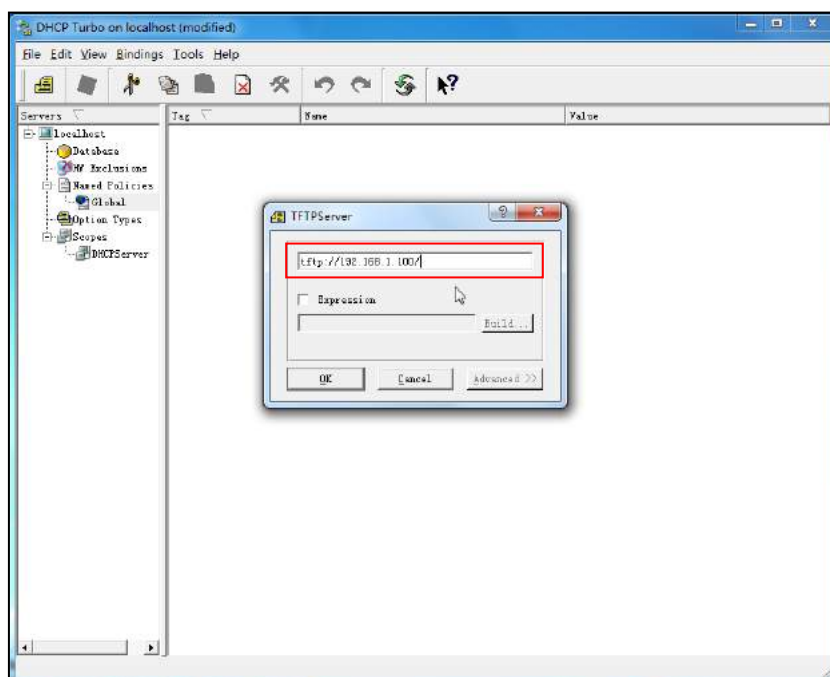 DHCP Turbo on localhost (modified)
File Edit View Bindings Tools Help
Servers Tag Name Value
localhost
Database
HW Exclusions
Named Policies
Global
Option Types
Scopes
DHCPServer
TFTPServer
tftp://192.168.1.100/
Expression
Build...
OK Cancel Advanced >>